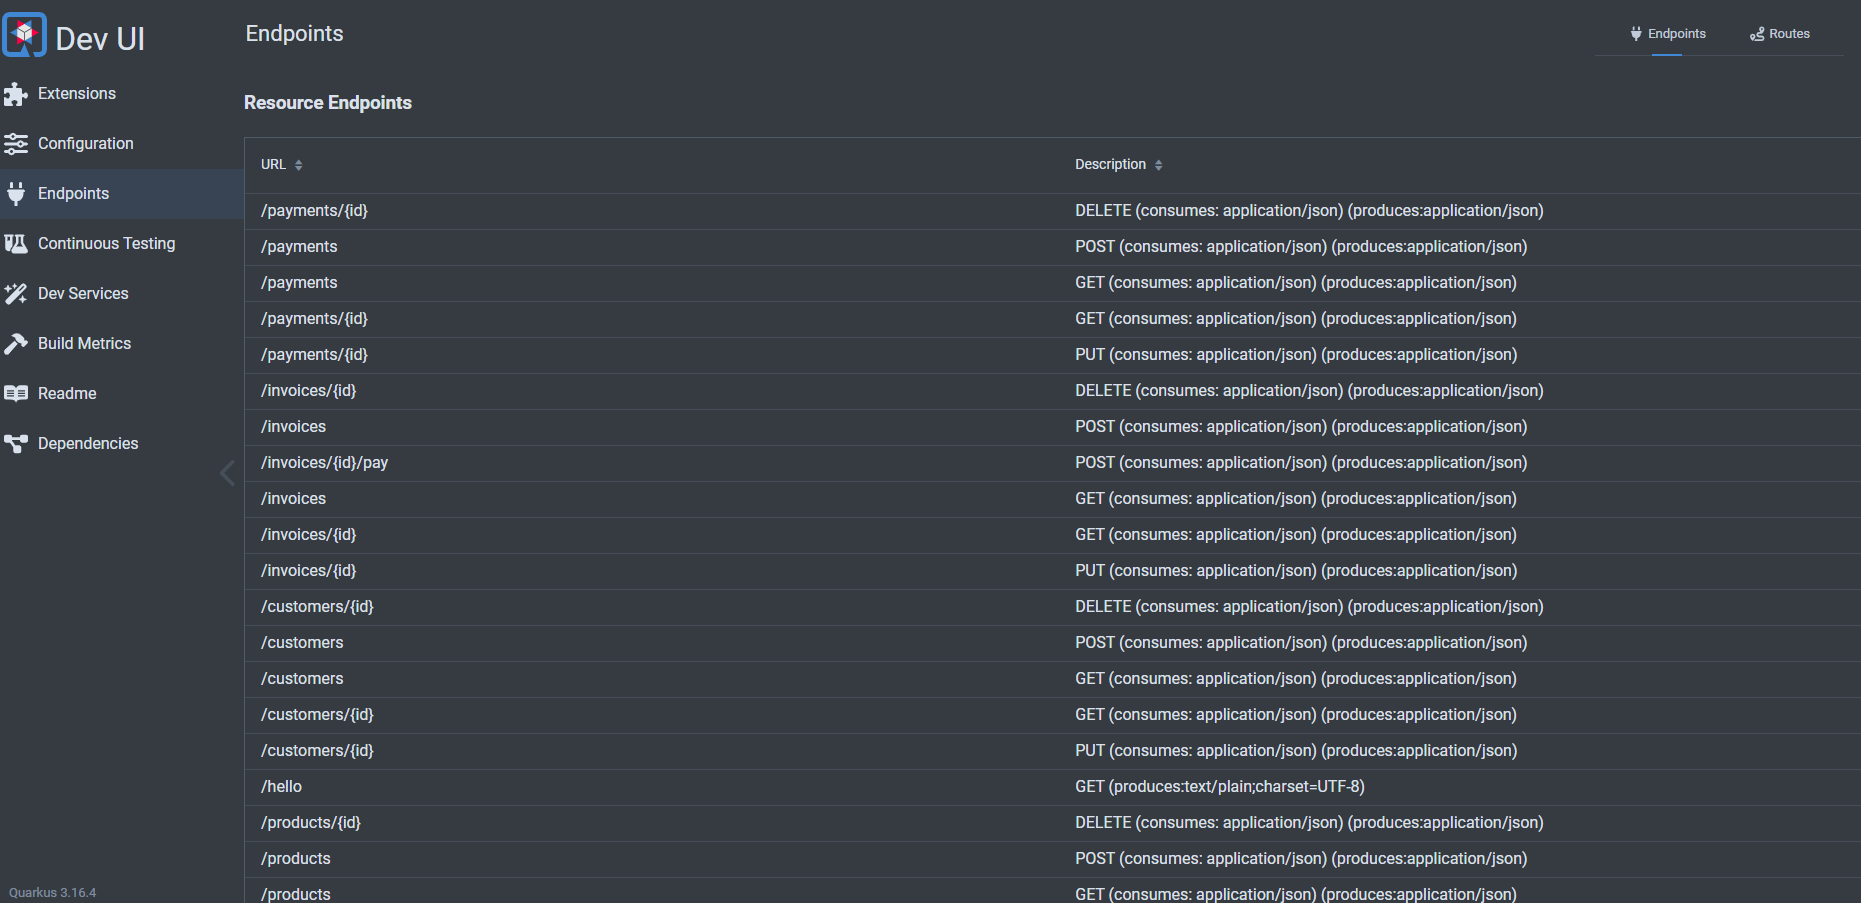 Dev UI
Endpoints
Endpoints
Routes
Extensions
Configuration
Endpoints
Continuous Testing
Dev Services
Build Metrics
Readme
Dependencies
Quarkus 3.16.4
Resource Endpoints
URL Description
/payments/{id} DELETE (consumes: application/json) (produces:application/json)
/payments POST (consumes: application/json) (produces:application/json)
/payments GET (consumes: application/json) (produces:application/json)
/payments/{id} GET (consumes: application/json) (produces:application/json)
/payments/{id} PUT (consumes: application/json) (produces:application/json)
/invoices/{id} DELETE (consumes: application/json) (produces:application/json)
/invoices POST (consumes: application/json) (produces:application/json)
/invoices/{id}/pay POST (consumes: application/json) (produces:application/json)
/invoices GET (consumes: application/json) (produces:application/json)
/invoices/{id} GET (consumes: application/json) (produces:application/json)
/invoices/{id} PUT (consumes: application/json) (produces:application/json)
/customers/{id} DELETE (consumes: application/json) (produces:application/json)
/customers POST (consumes: application/json) (produces:application/json)
/customers GET (consumes: application/json) (produces:application/json)
/customers/{id} GET (consumes: application/json) (produces:application/json)
/customers/{id} PUT (consumes: application/json) (produces:application/json)
/hello GET (produces:text/plain;charset=UTF-8)
/products/{id} DELETE (consumes: application/json) (produces:application/json)
/products POST (consumes: application/json) (produces:application/json)
/products GET (consumes: application/json) (produces:application/json)